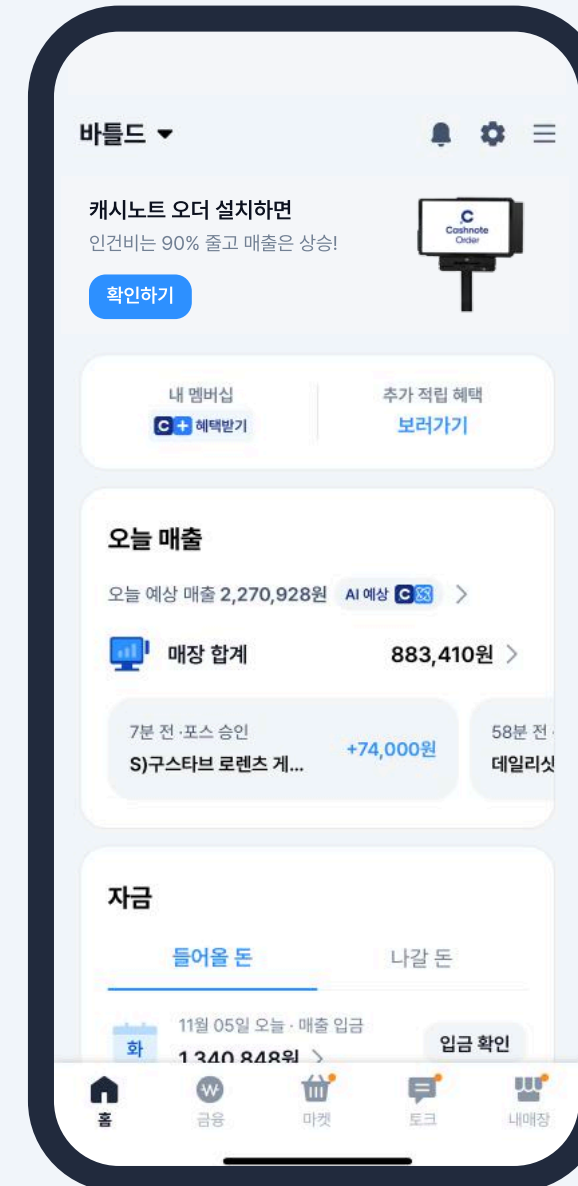 바틀드
캐시노트 오더 설치하면
인건비는 90% 줄고 매출은 상승!
Cashnote
Order
확인하기
내 멤버십
C+ 혜택받기
추가 적립 혜택
보러가기
오늘 매출
오늘 예상 매출 2,270,928원 AI 예상
매장 합계 883,410원
7분 전 ·포스 승인
S)구스타브 로렌츠 게...
+74,000원
58분 전 ·
데일리샷
자금
들어올 돈 나갈 돈
화
11월 05일 오늘 · 매출 입금
1,340,848원
입금 확인
홈 금융 마켓 토크 내매장